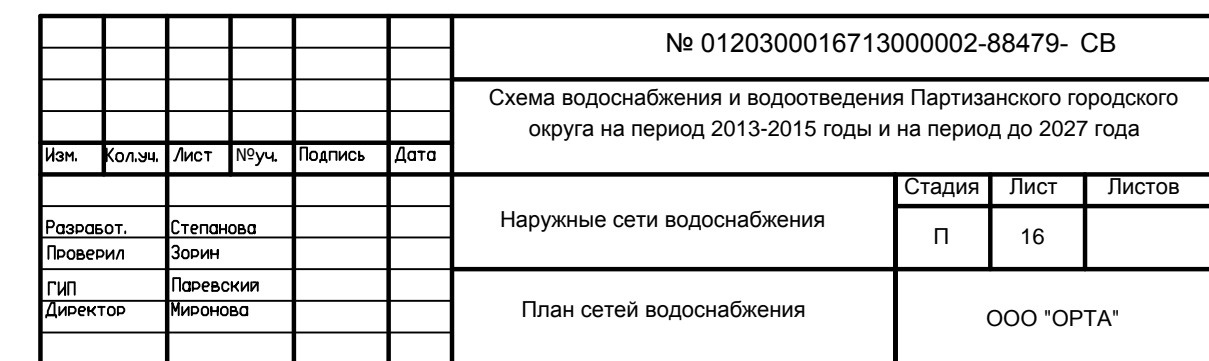 № 0120300016713000002-88479- СВ
Схема водоснабжения и водоотведения Партизанского городского
округа на период 2013-2015 годы и на период до 2027 года
Изм. Кол.уч. Лист №уч. Подпись Дата
Стадия Лист Листов
Наружные сети водоснабжения
П 16
Разработ. Степанова
Проверил Зорин
ГИП Паревский
Директор Миронова
План сетей водоснабжения
ООО "ОРТА"